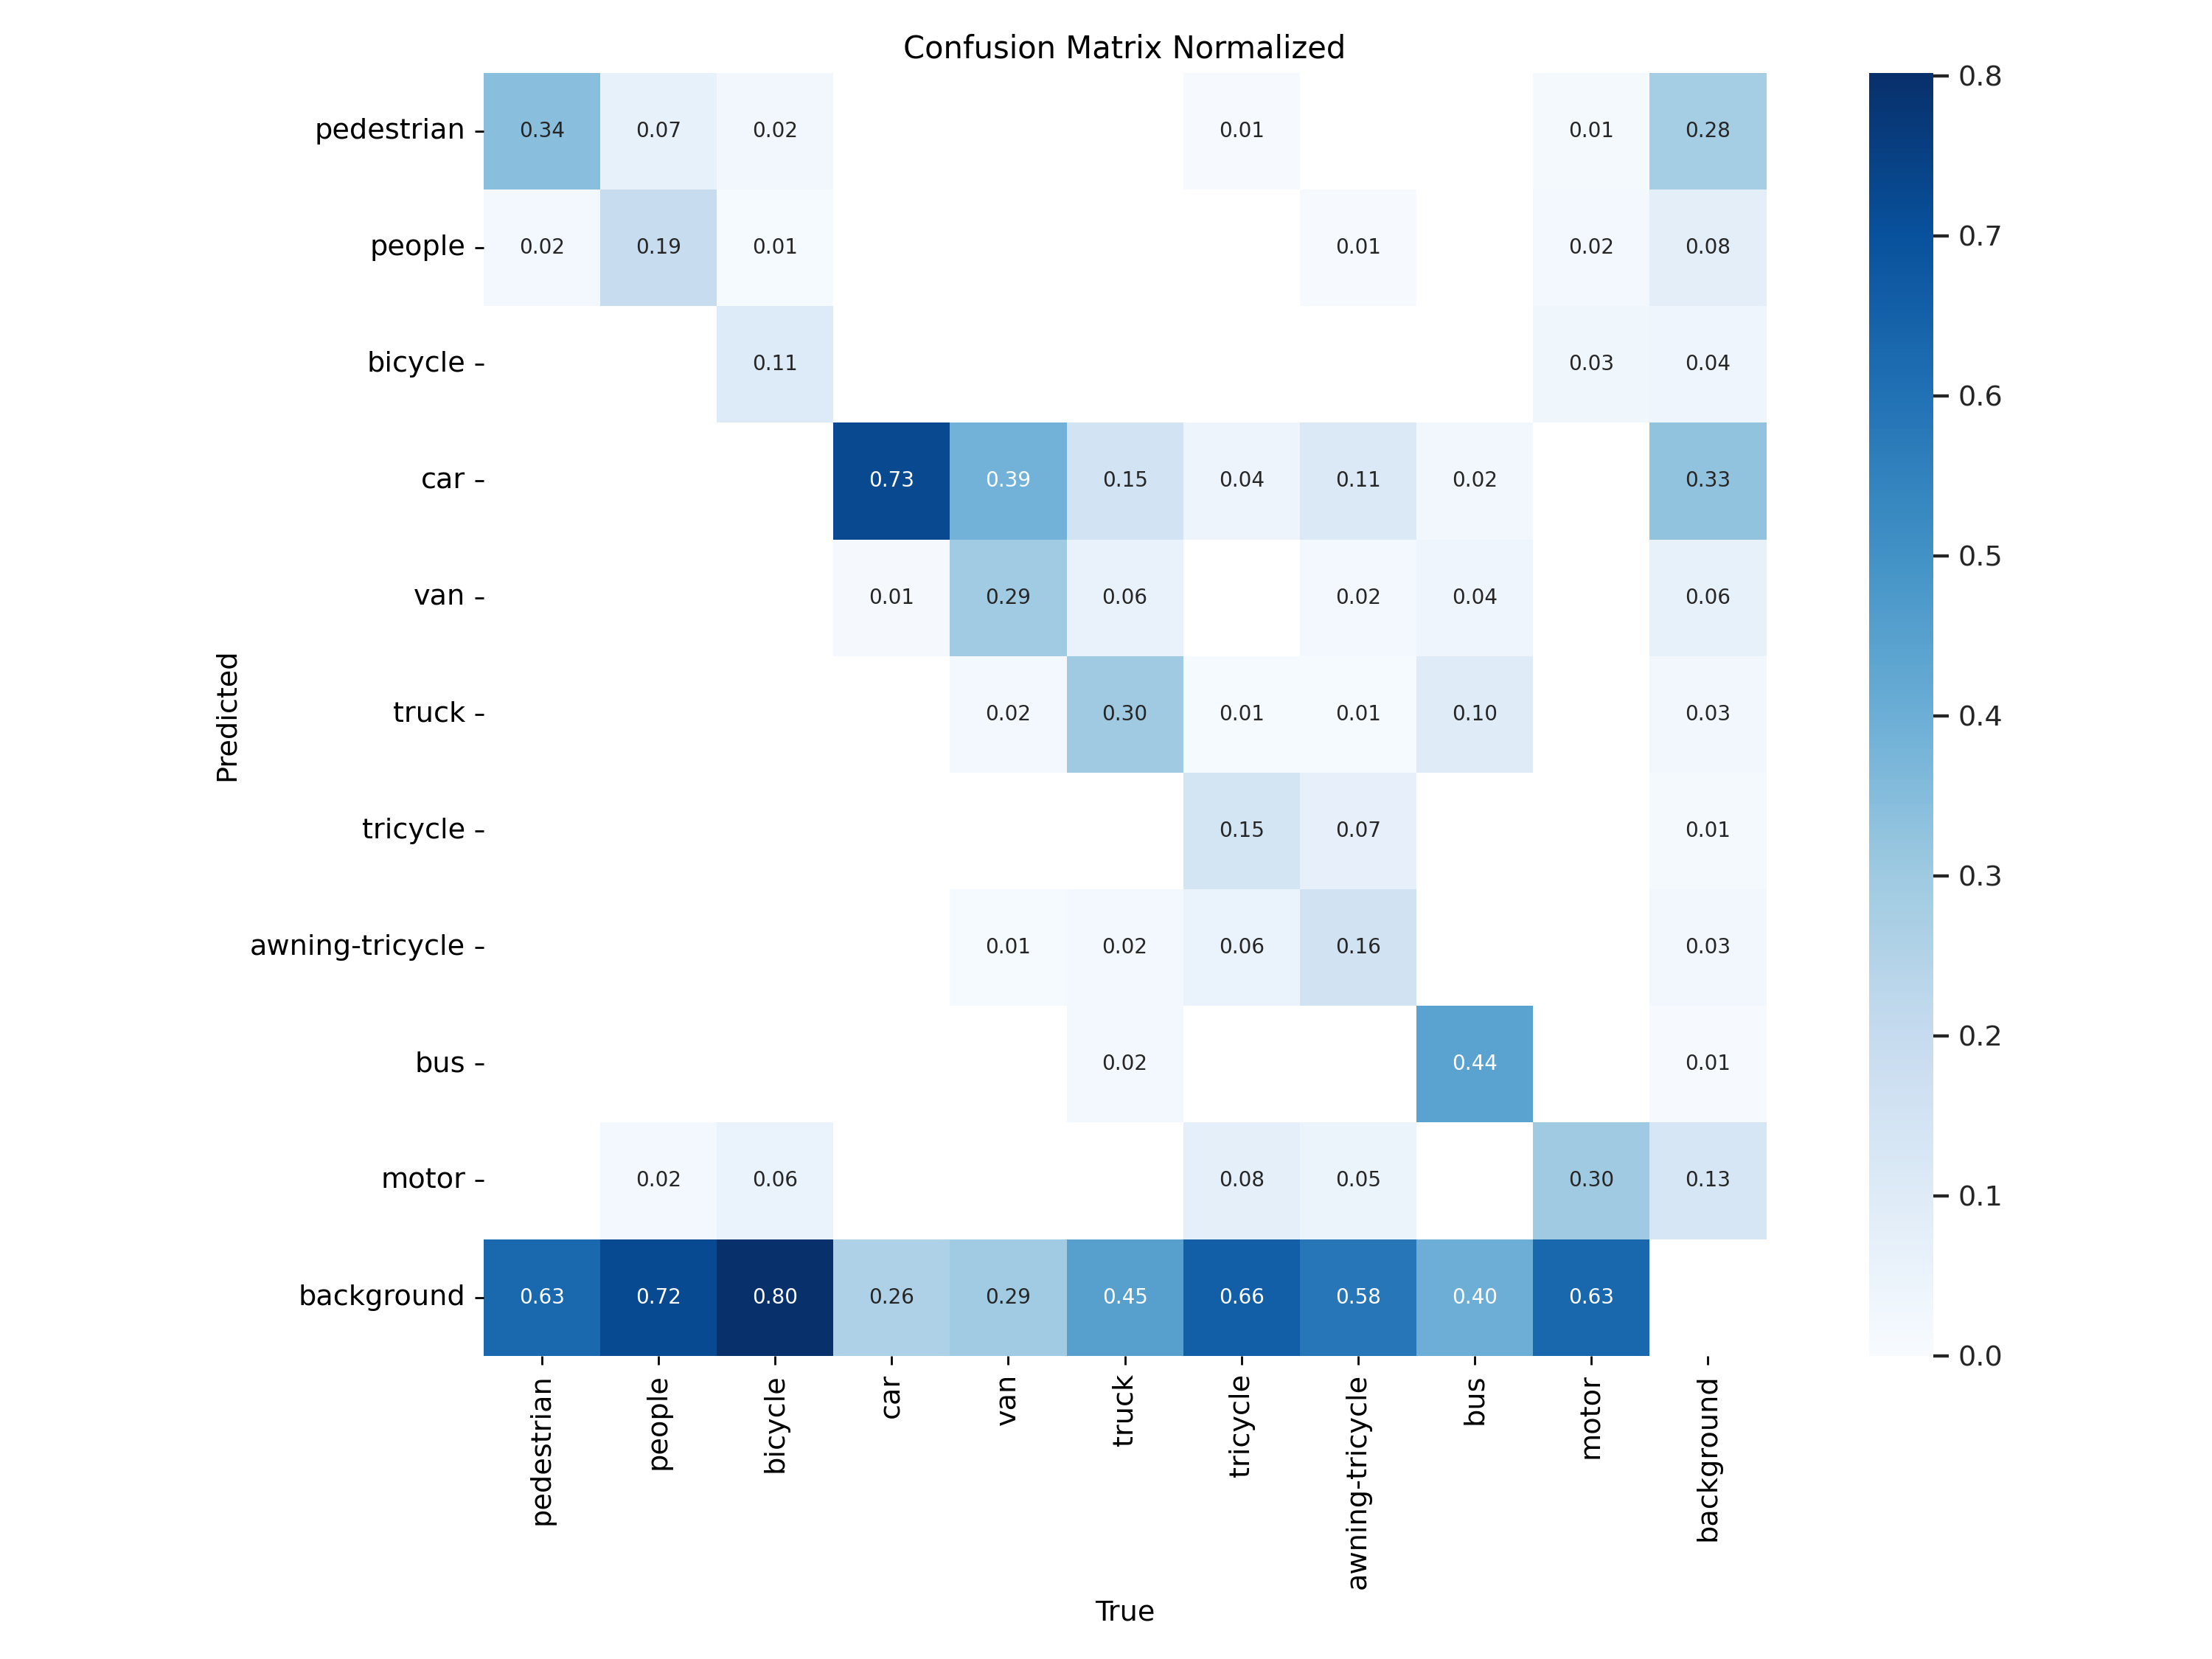 Confusion Matrix Normalized
pedestrian 0.34 0.07 0.02 0.01 0.01 0.28
people 0.02 0.19 0.01 0.01 0.02 0.08
bicycle 0.11 0.03 0.04
car 0.73 0.39 0.15 0.04 0.11 0.02 0.33
van 0.01 0.29 0.06 0.02 0.04 0.06
truck 0.02 0.30 0.01 0.01 0.10 0.03
tricycle 0.15 0.07 0.01
awning-tricycle 0.01 0.02 0.06 0.16 0.03
bus 0.02 0.44 0.01
motor 0.02 0.06 0.08 0.05 0.30 0.13
background 0.63 0.72 0.80 0.26 0.29 0.45 0.66 0.58 0.40 0.63
Predicted
pedestrian
people
bicycle
car
van
truck
tricycle
awning-tricycle
bus
motor
background
True
0.8
0.7
0.6
0.5
0.4
0.3
0.2
0.1
0.0